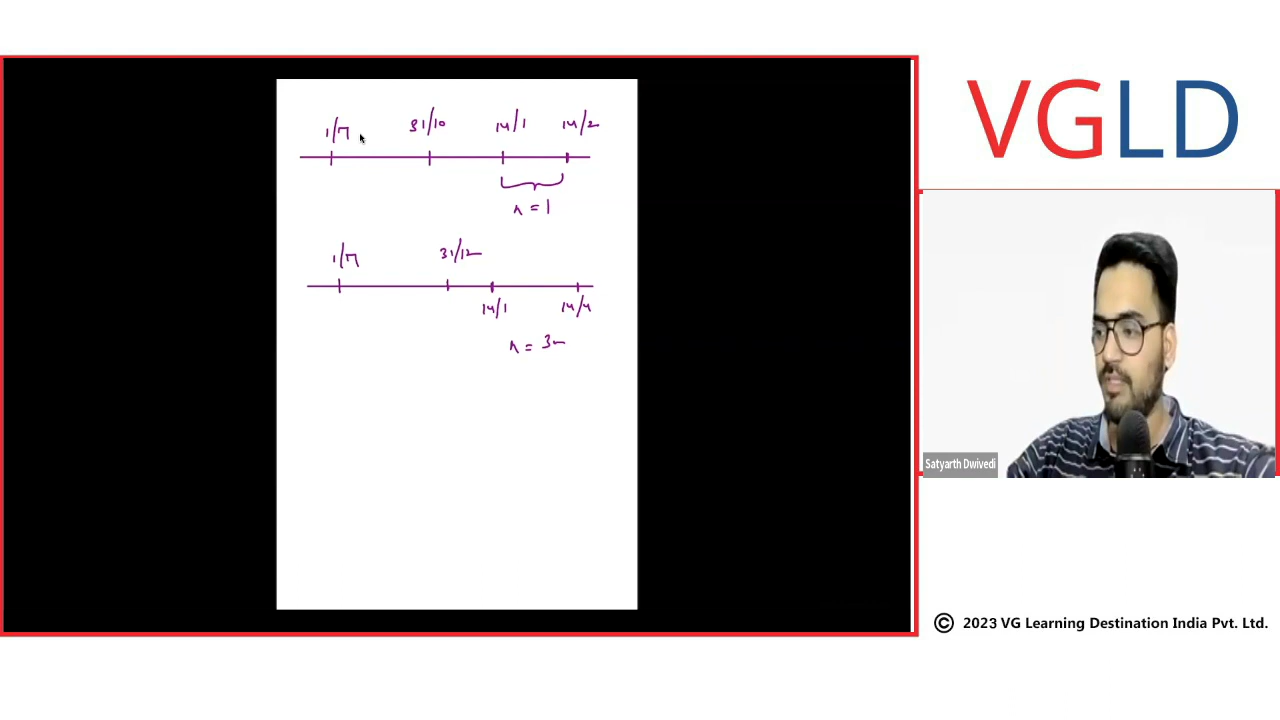 VGLD
1/7 31/10 14/1 14/2
n = 1
1/7 31/12
14/1 14/4
n = 3m
Satyarth Dwivedi
© 2023 VG Learning Destination India Pvt. Ltd.